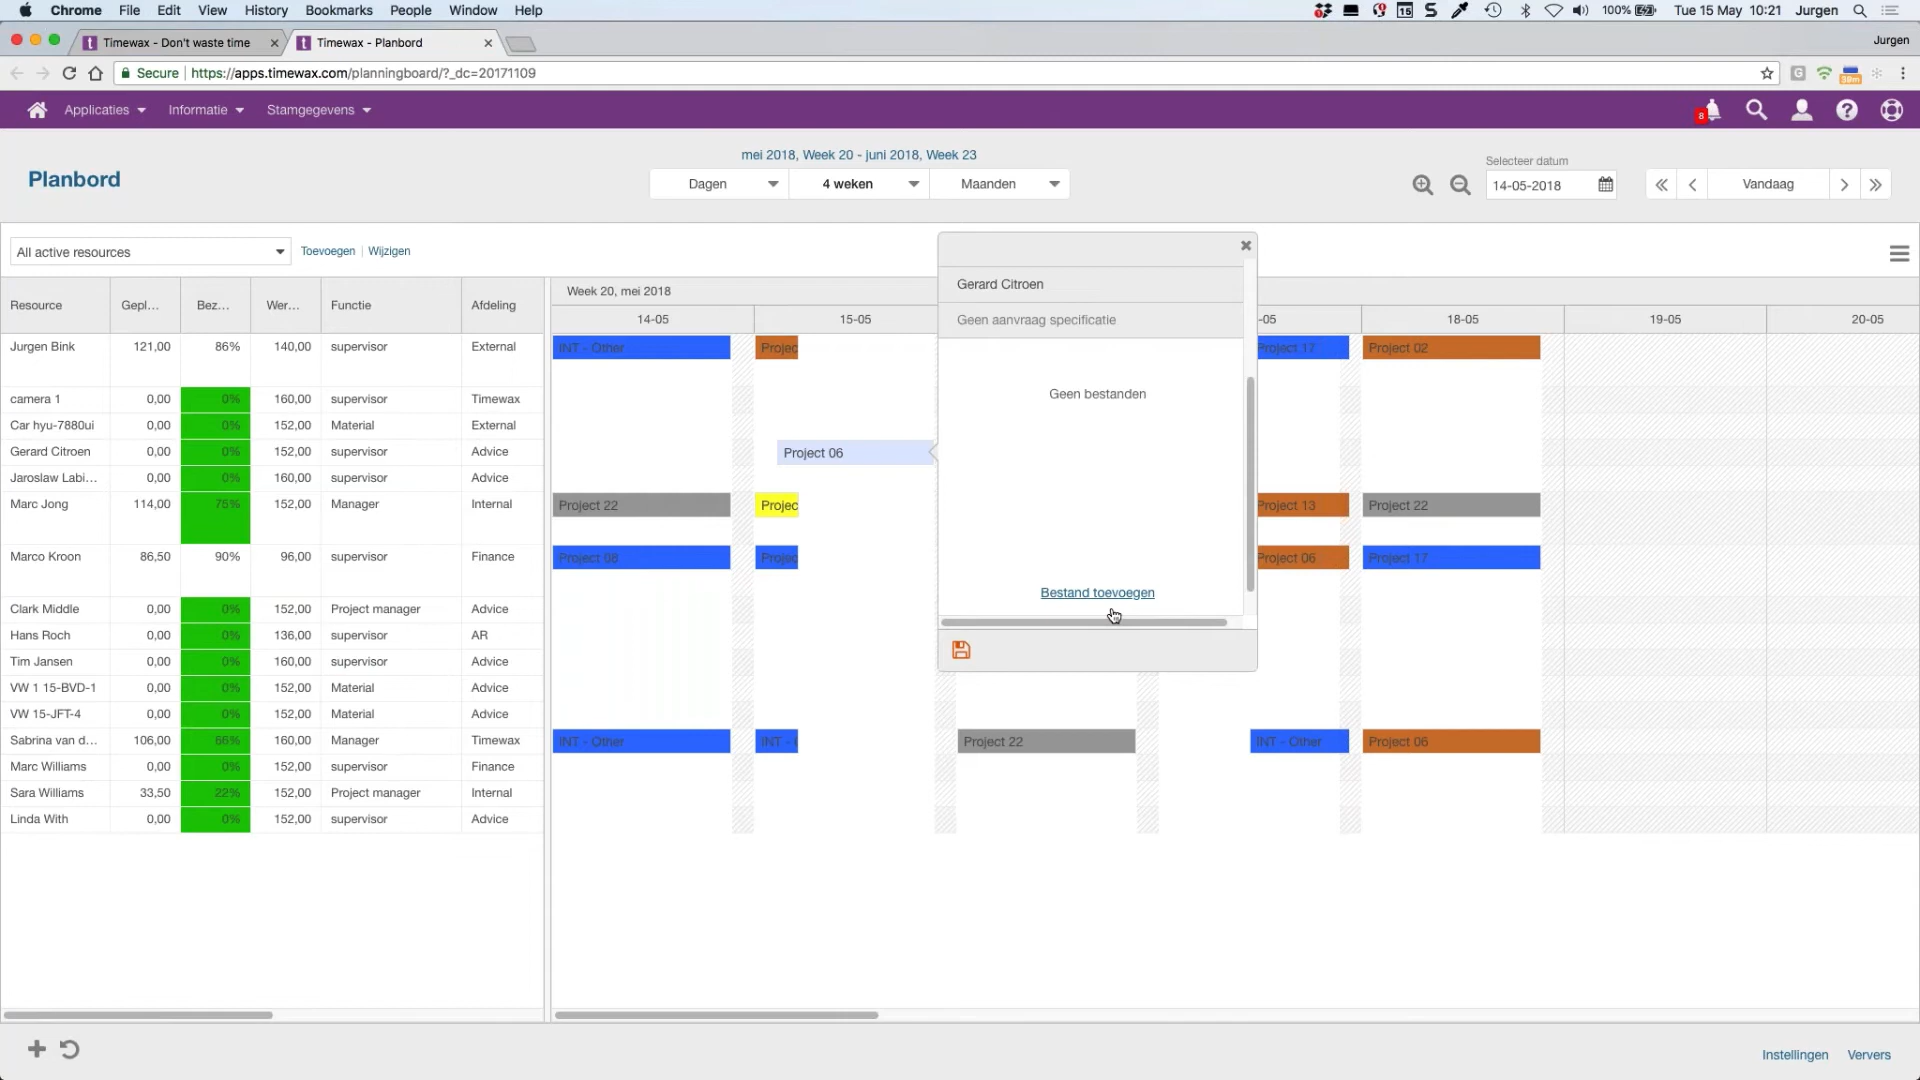 Chrome File Edit View History Bookmarks People Window Help 15 100% Tue 15 May 10:21 Jurgen
Timewax - Don't waste time Timewax - Planbord Jurgen
Secure https://apps.timewax.com/planningboard/?_dc=20171109
Applicaties Informatie Stamgegevens 8
Planbord
mei 2018, Week 20 - juni 2018, Week 23
Dagen 4 weken Maanden
Selecteer datum
14-05-2018 Vandaag
All active resources Toevoegen Wijzigen
Resource Gepl... Bez... Wer... Functie Afdeling
Week 20, mei 2018
14-05 15-05 -05 18-05 19-05 20-05
Jurgen Bink 121,00 86% 140,00 supervisor External INT - Other Projec Project 17 Project 02
camera 1 0,00 0% 160,00 supervisor Timewax
Car hyu-7880ui 0,00 0% 152,00 Material External
Gerard Citroen 0,00 0% 152,00 supervisor Advice Project 06
Jaroslaw Labi... 0,00 0% 160,00 supervisor Advice
Marc Jong 114,00 75% 152,00 Manager Internal Project 22 Projec Project 13 Project 22
Marco Kroon 86,50 90% 96,00 supervisor Finance Project 08 Projec Project 06 Project 17
Clark Middle 0,00 0% 152,00 Project manager Advice
Hans Roch 0,00 0% 136,00 supervisor AR
Tim Jansen 0,00 0% 160,00 supervisor Advice
VW 1 15-BVD-1 0,00 0% 152,00 Material Advice
VW 15-JFT-4 0,00 0% 152,00 Material Advice
Sabrina van d... 106,00 66% 160,00 Manager Timewax INT - Other INT - Project 22 INT - Other Project 06
Marc Williams 0,00 0% 152,00 supervisor Finance
Sara Williams 33,50 22% 152,00 Project manager Internal
Linda With 0,00 0% 152,00 supervisor Advice
Gerard Citroen
Geen aanvraag specificatie
Geen bestanden
Bestand toevoegen
Instellingen Ververs